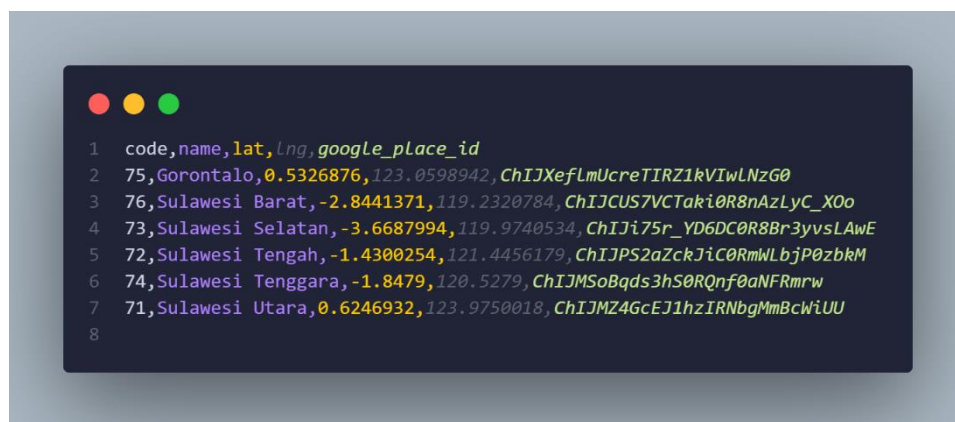 1 code,name,lat,lng,google_place_id
2 75,Gorontalo,0.5326876,123.0598942,ChIJXeflmUcreTIRZ1kVIwlNzG0
3 76,Sulawesi Barat,-2.8441371,119.2320784,ChIJCUS7VCTaki0R8nAzLyC_XOo
4 73,Sulawesi Selatan,-3.6687994,119.9740534,ChIJi75r_YD6DC0R8Br3yvsLAwE
5 72,Sulawesi Tengah,-1.4300254,121.4456179,ChIJPS2aZckJiC0RmWLbjP0zbkM
6 74,Sulawesi Tenggara,-1.8479,120.5279,ChIJMSoBqds3hS0RQnf0aNFRmrw
7 71,Sulawesi Utara,0.6246932,123.9750018,ChIJMZ4GcEJ1hzIRNbgMmBcWiUU
8